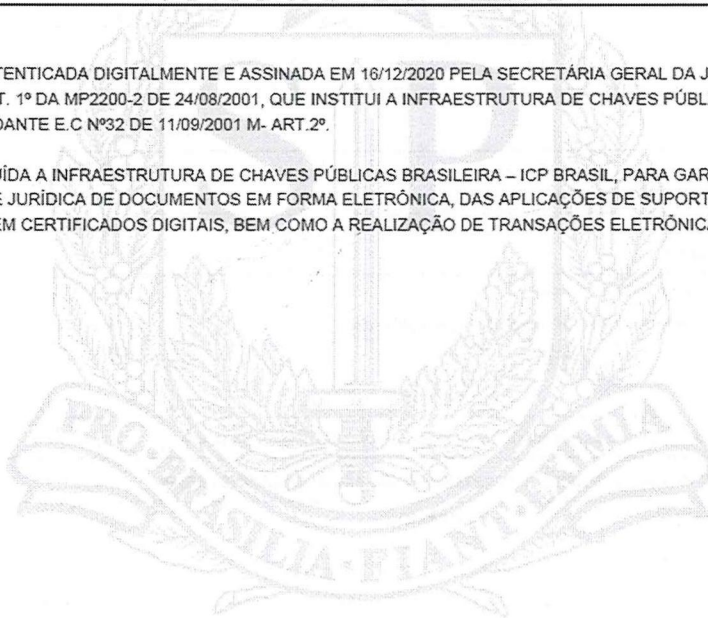 TENTICADA DIGITALMENTE E ASSINADA EM 16/12/2020 PELA SECRETÁRIA GERAL DA J
T. 1º DA MP2200-2 DE 24/08/2001, QUE INSTITUI A INFRAESTRUTURA DE CHAVES PÚBL
DANTE E.C Nº32 DE 11/09/2001 M- ART.2º.
UÍDA A INFRAESTRUTURA DE CHAVES PÚBLICAS BRASILEIRA – ICP BRASIL, PARA GAR
E JURÍDICA DE DOCUMENTOS EM FORMA ELETRÔNICA, DAS APLICAÇÕES DE SUPORT
EM CERTIFICADOS DIGITAIS, BEM COMO A REALIZAÇÃO DE TRANSAÇÕES ELETRÔNICA
SP
PRO·BRASILIA·FIANT·EXIMIA